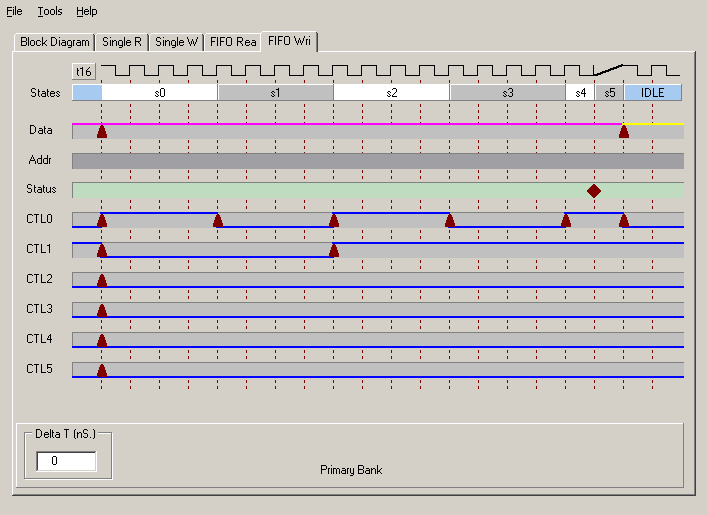 File Tools Help
Block Diagram Single R Single W FIFO Rea FIFO Wri
t16
States s0 s1 s2 s3 s4 s5 IDLE
Data
Addr
Status
CTL0
CTL1
CTL2
CTL3
CTL4
CTL5
Delta T (nS.)
0
Primary Bank